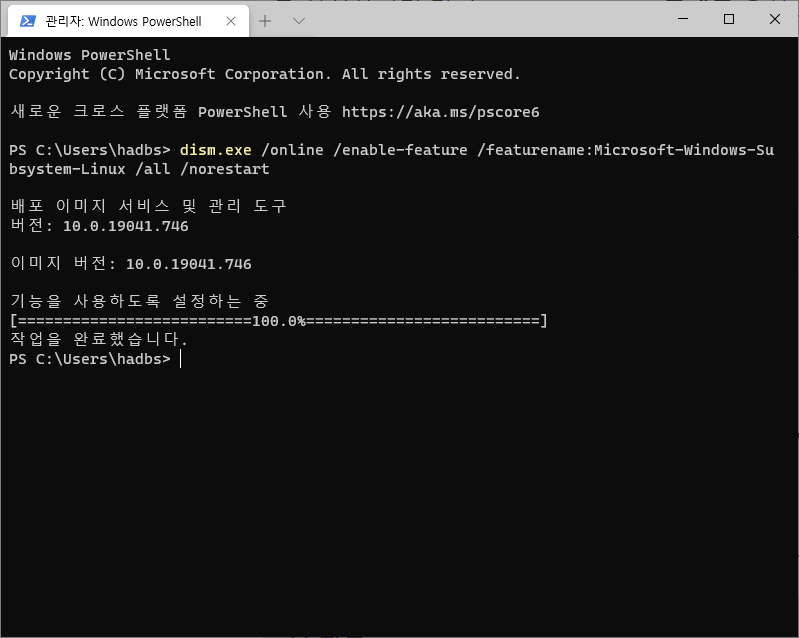 관리자: Windows PowerShell
Windows PowerShell
Copyright (C) Microsoft Corporation. All rights reserved.
새로운 크로스 플랫폼 PowerShell 사용 https://aka.ms/pscore6
PS C:\Users\hadbs> dism.exe /online /enable-feature /featurename:Microsoft-Windows-Su
bsystem-Linux /all /norestart
배포 이미지 서비스 및 관리 도구
버전: 10.0.19041.746
이미지 버전: 10.0.19041.746
기능을 사용하도록 설정하는 중
[==========================100.0%==========================]
작업을 완료했습니다.
PS C:\Users\hadbs>